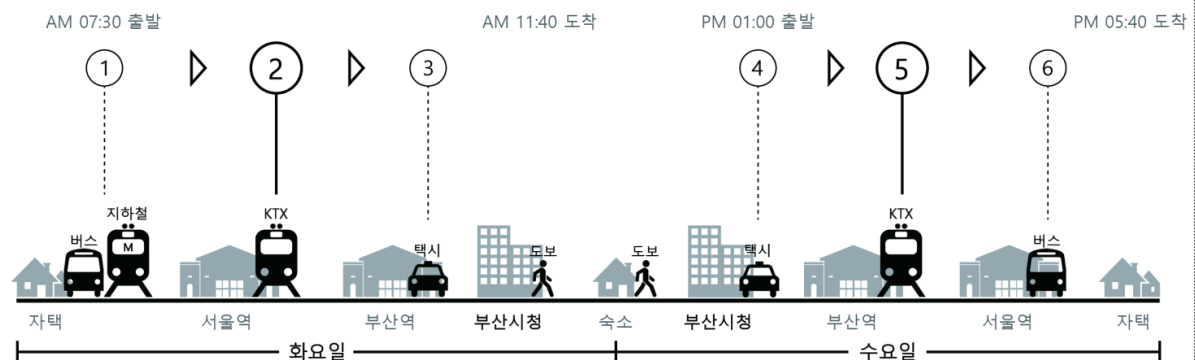 AM 07:30 출발 AM 11:40 도착 PM 01:00 출발 PM 05:40 도착
1 2 3 4 5 6
지하철 KTX KTX
버스 M 택시 도보 도보 택시 버스
자택 서울역 부산역 부산시청 숙소 부산시청 부산역 서울역 자택
화요일 수요일